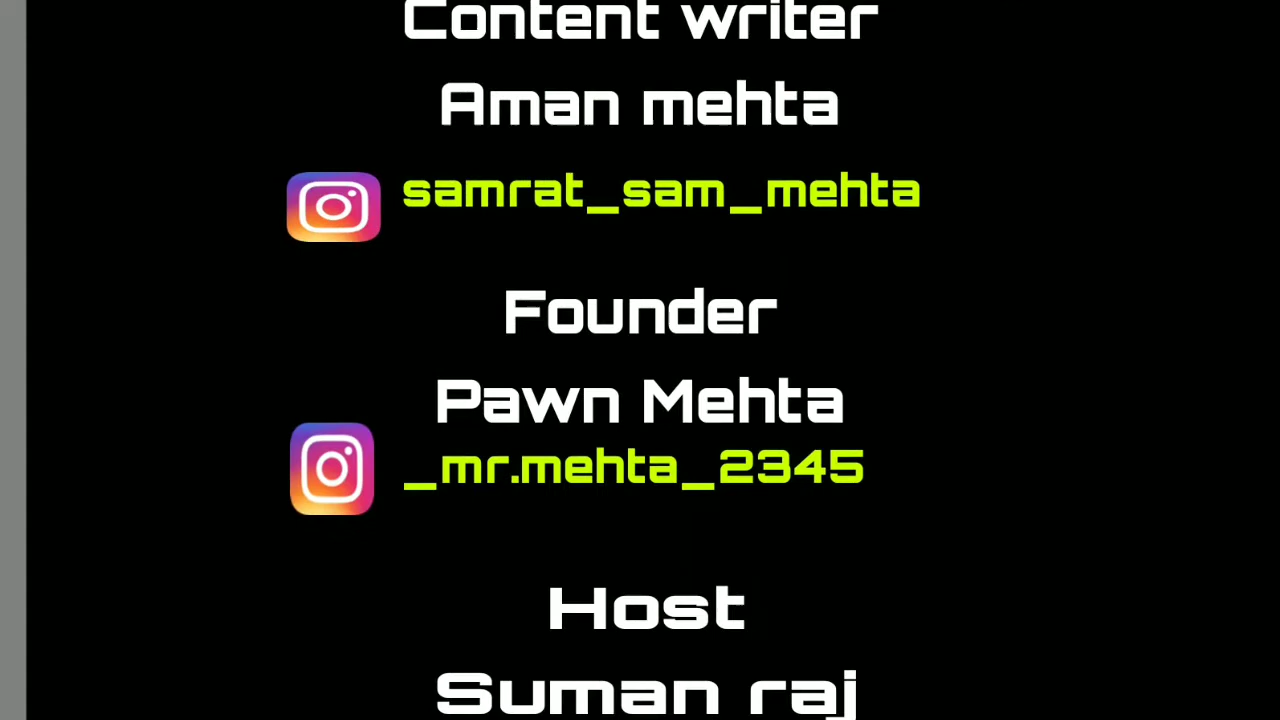 Content writer
Aman mehta
samrat_sam_mehta
Founder
Pawn Mehta
_mr.mehta_2345
Host
Suman raj